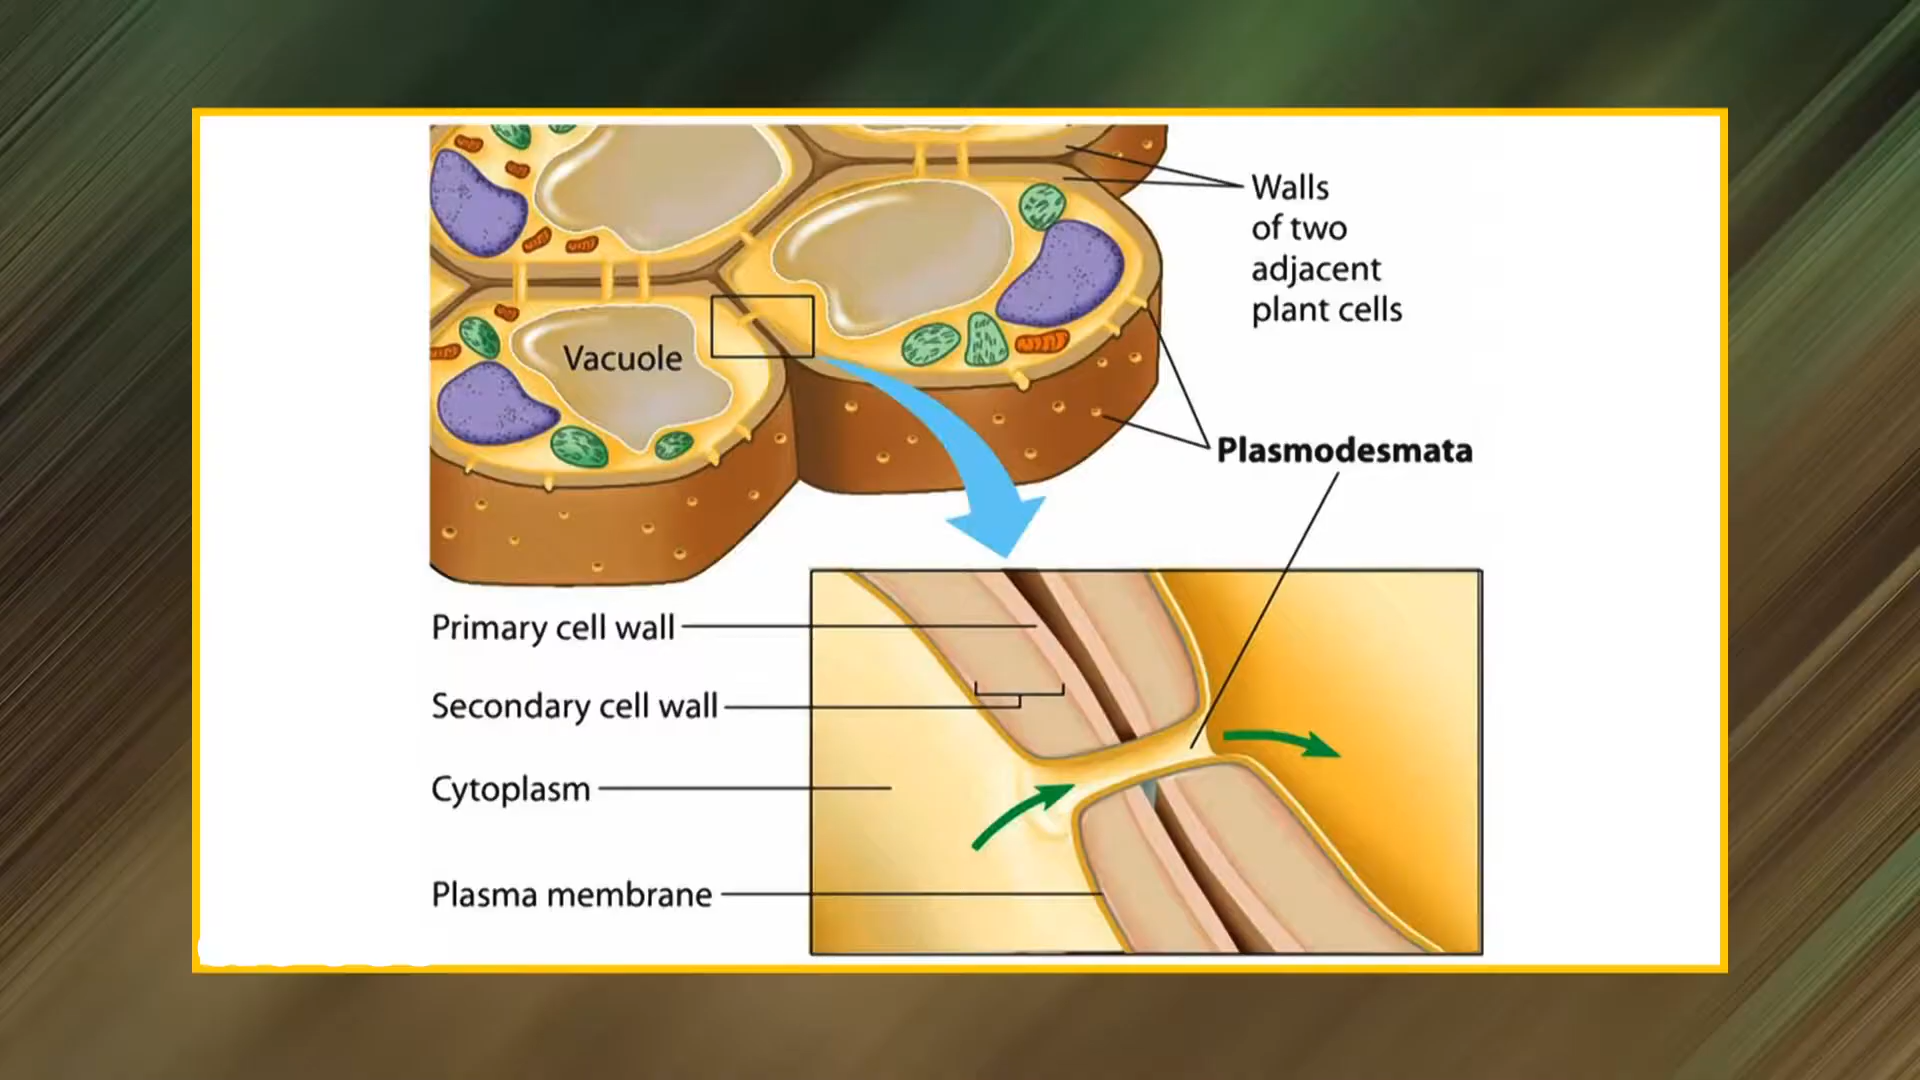 Walls
of two
adjacent
plant cells
Vacuole
Plasmodesmata
Primary cell wall
Secondary cell wall
Cytoplasm
Plasma membrane